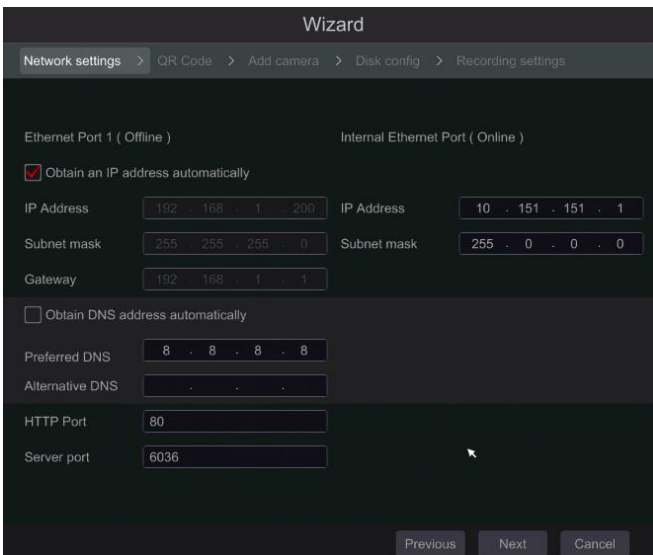 Wizard
Network settings > QR Code > Add camera > Disk config > Recording settings
Ethernet Port 1 ( Offline )
Internal Ethernet Port ( Online )
Obtain an IP address automatically
IP Address 192 . 168 . 1 . 200 IP Address 10 . 151 . 151 . 1
Subnet mask 255 . 255 . 255 . 0 Subnet mask 255 . 0 . 0 . 0
Gateway 192 . 168 . 1 . 1
Obtain DNS address automatically
Preferred DNS 8 . 8 . 8 . 8
Alternative DNS . . .
HTTP Port 80
Server port 6036
Previous Next Cancel